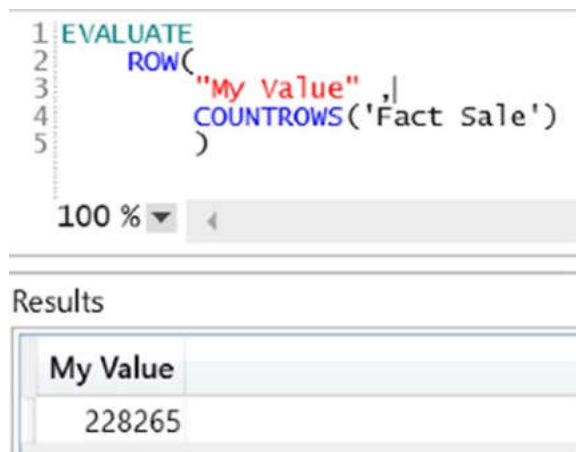 1 EVALUATE
2 ROW(
3 "My Value" ,
4 COUNTROWS('Fact Sale')
5 )
100 %
Results
My Value
228265